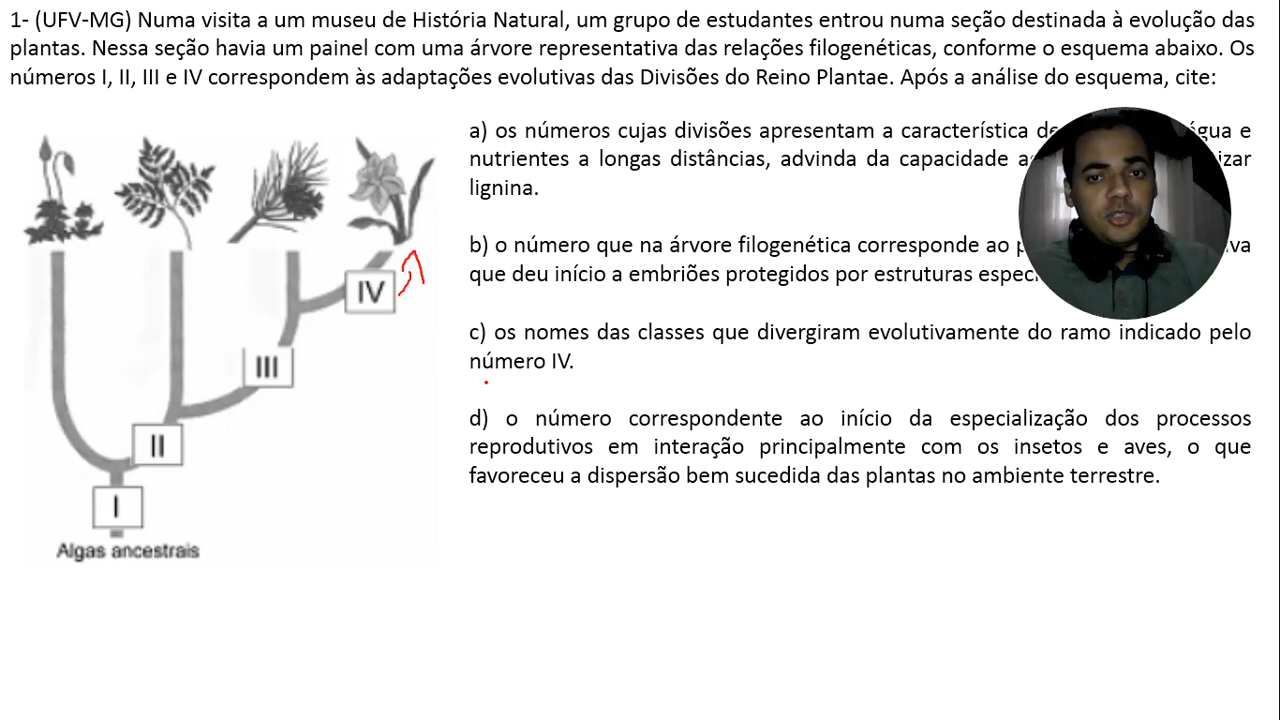 1- (UFV-MG) Numa visita a um museu de História Natural, um grupo de estudantes entrou numa seção destinada à evolução das
plantas. Nessa seção havia um painel com uma árvore representativa das relações filogenéticas, conforme o esquema abaixo. Os
números I, II, III e IV correspondem às adaptações evolutivas das Divisões do Reino Plantae. Após a análise do esquema, cite:
a) os números cujas divisões apresentam a característica de e
nutrientes a longas distâncias, advinda da capacidade
lignina.
b) o número que na árvore filogenética corresponde ao
que deu início a embriões protegidos por estruturas
c) os nomes das classes que divergiram evolutivamente do ramo indicado pelo
número IV.
d) o número correspondente ao início da especialização dos processos
reprodutivos em interação principalmente com os insetos e aves, o que
favoreceu a dispersão bem sucedida das plantas no ambiente terrestre.
IV
III
II
I
Algas ancestrais